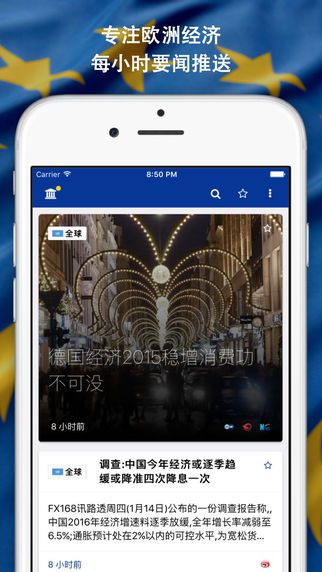 专注欧洲经济
每小时要闻推送
Carrier
8:50 PM
全球
德国经济2015稳增消费功
不可没
8 小时前
全球
调查:中国今年经济或逐季趋
缓或降准四次降息一次
FX168讯路透周四(1月14日)公布的一份调查报告称,,
中国2016年经济增速料逐季放缓,全年增长率减弱至
6.5%;通胀预计处在2%以内的可控水平,为宽松货...
8 小时前